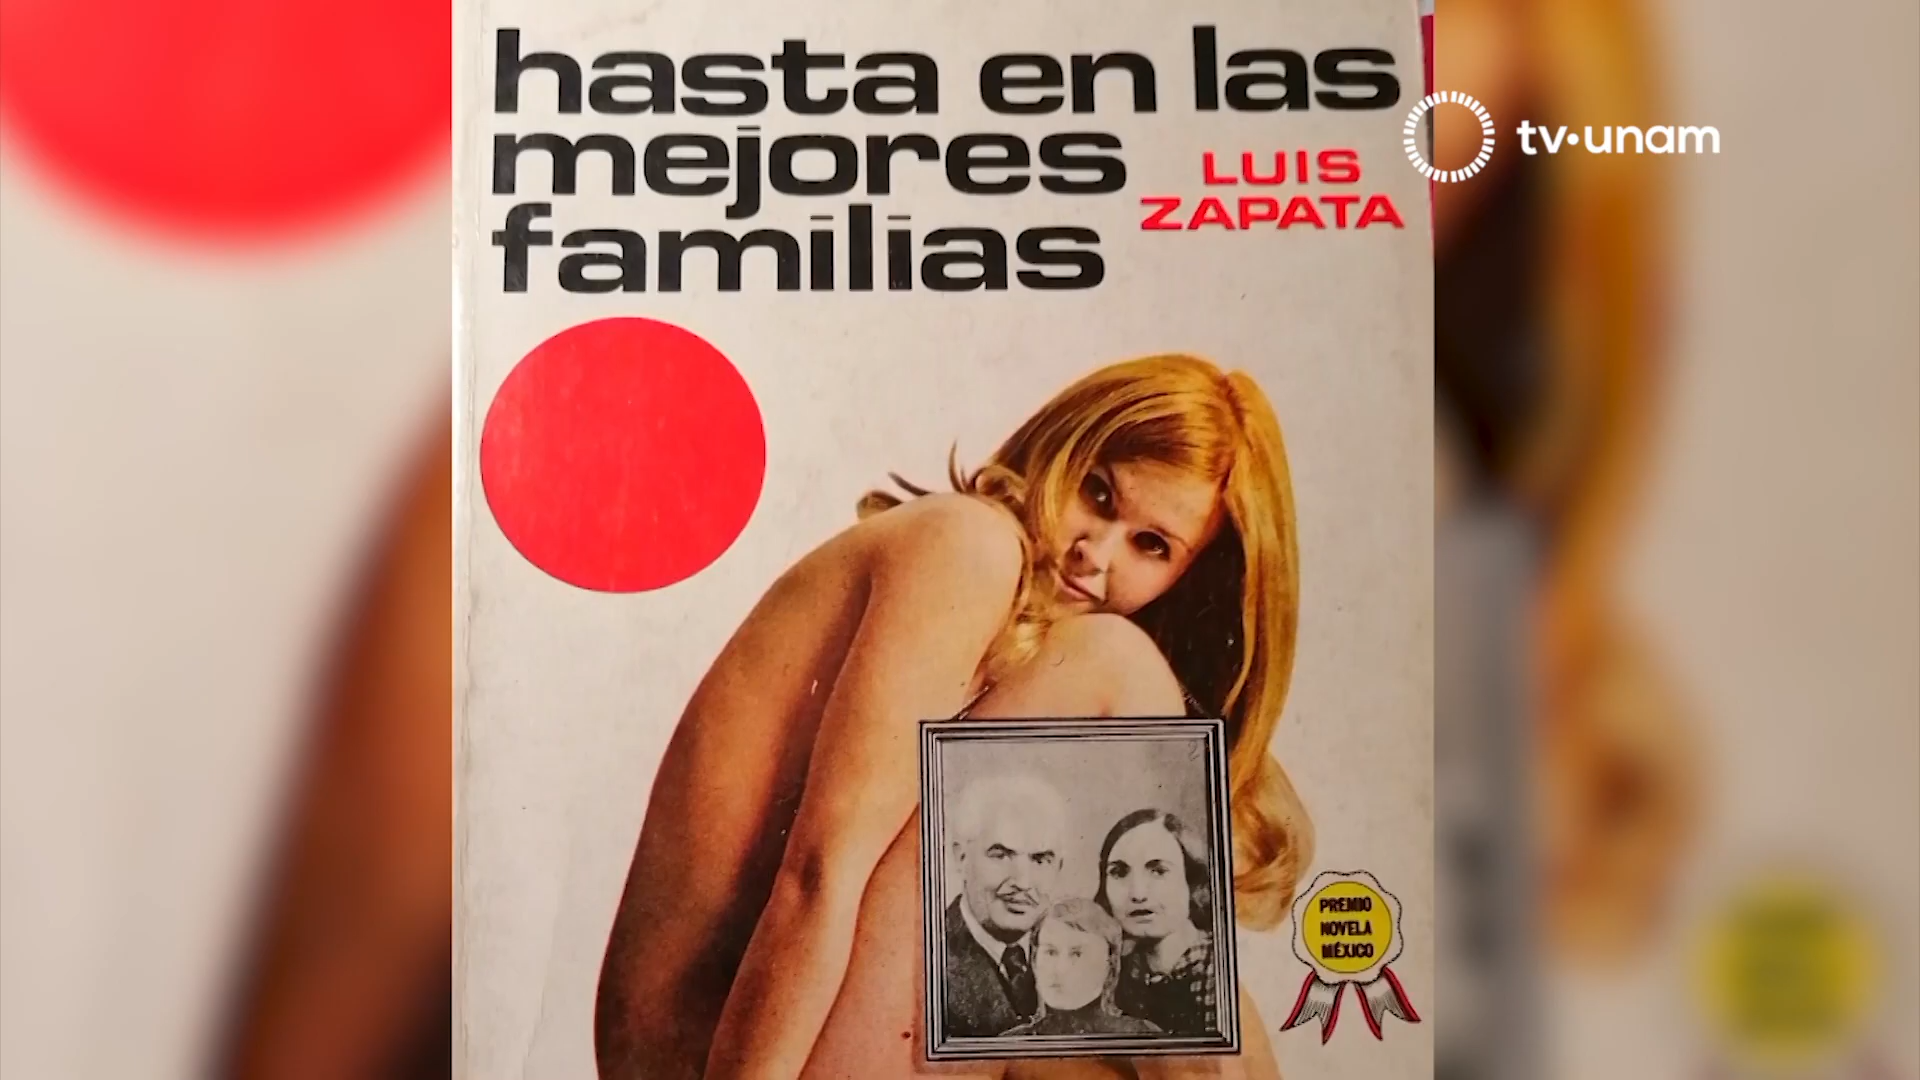 hasta en las
mejores
familias
LUIS
ZAPATA
tv·unam
PREMIO
NOVELA
MÉXICO